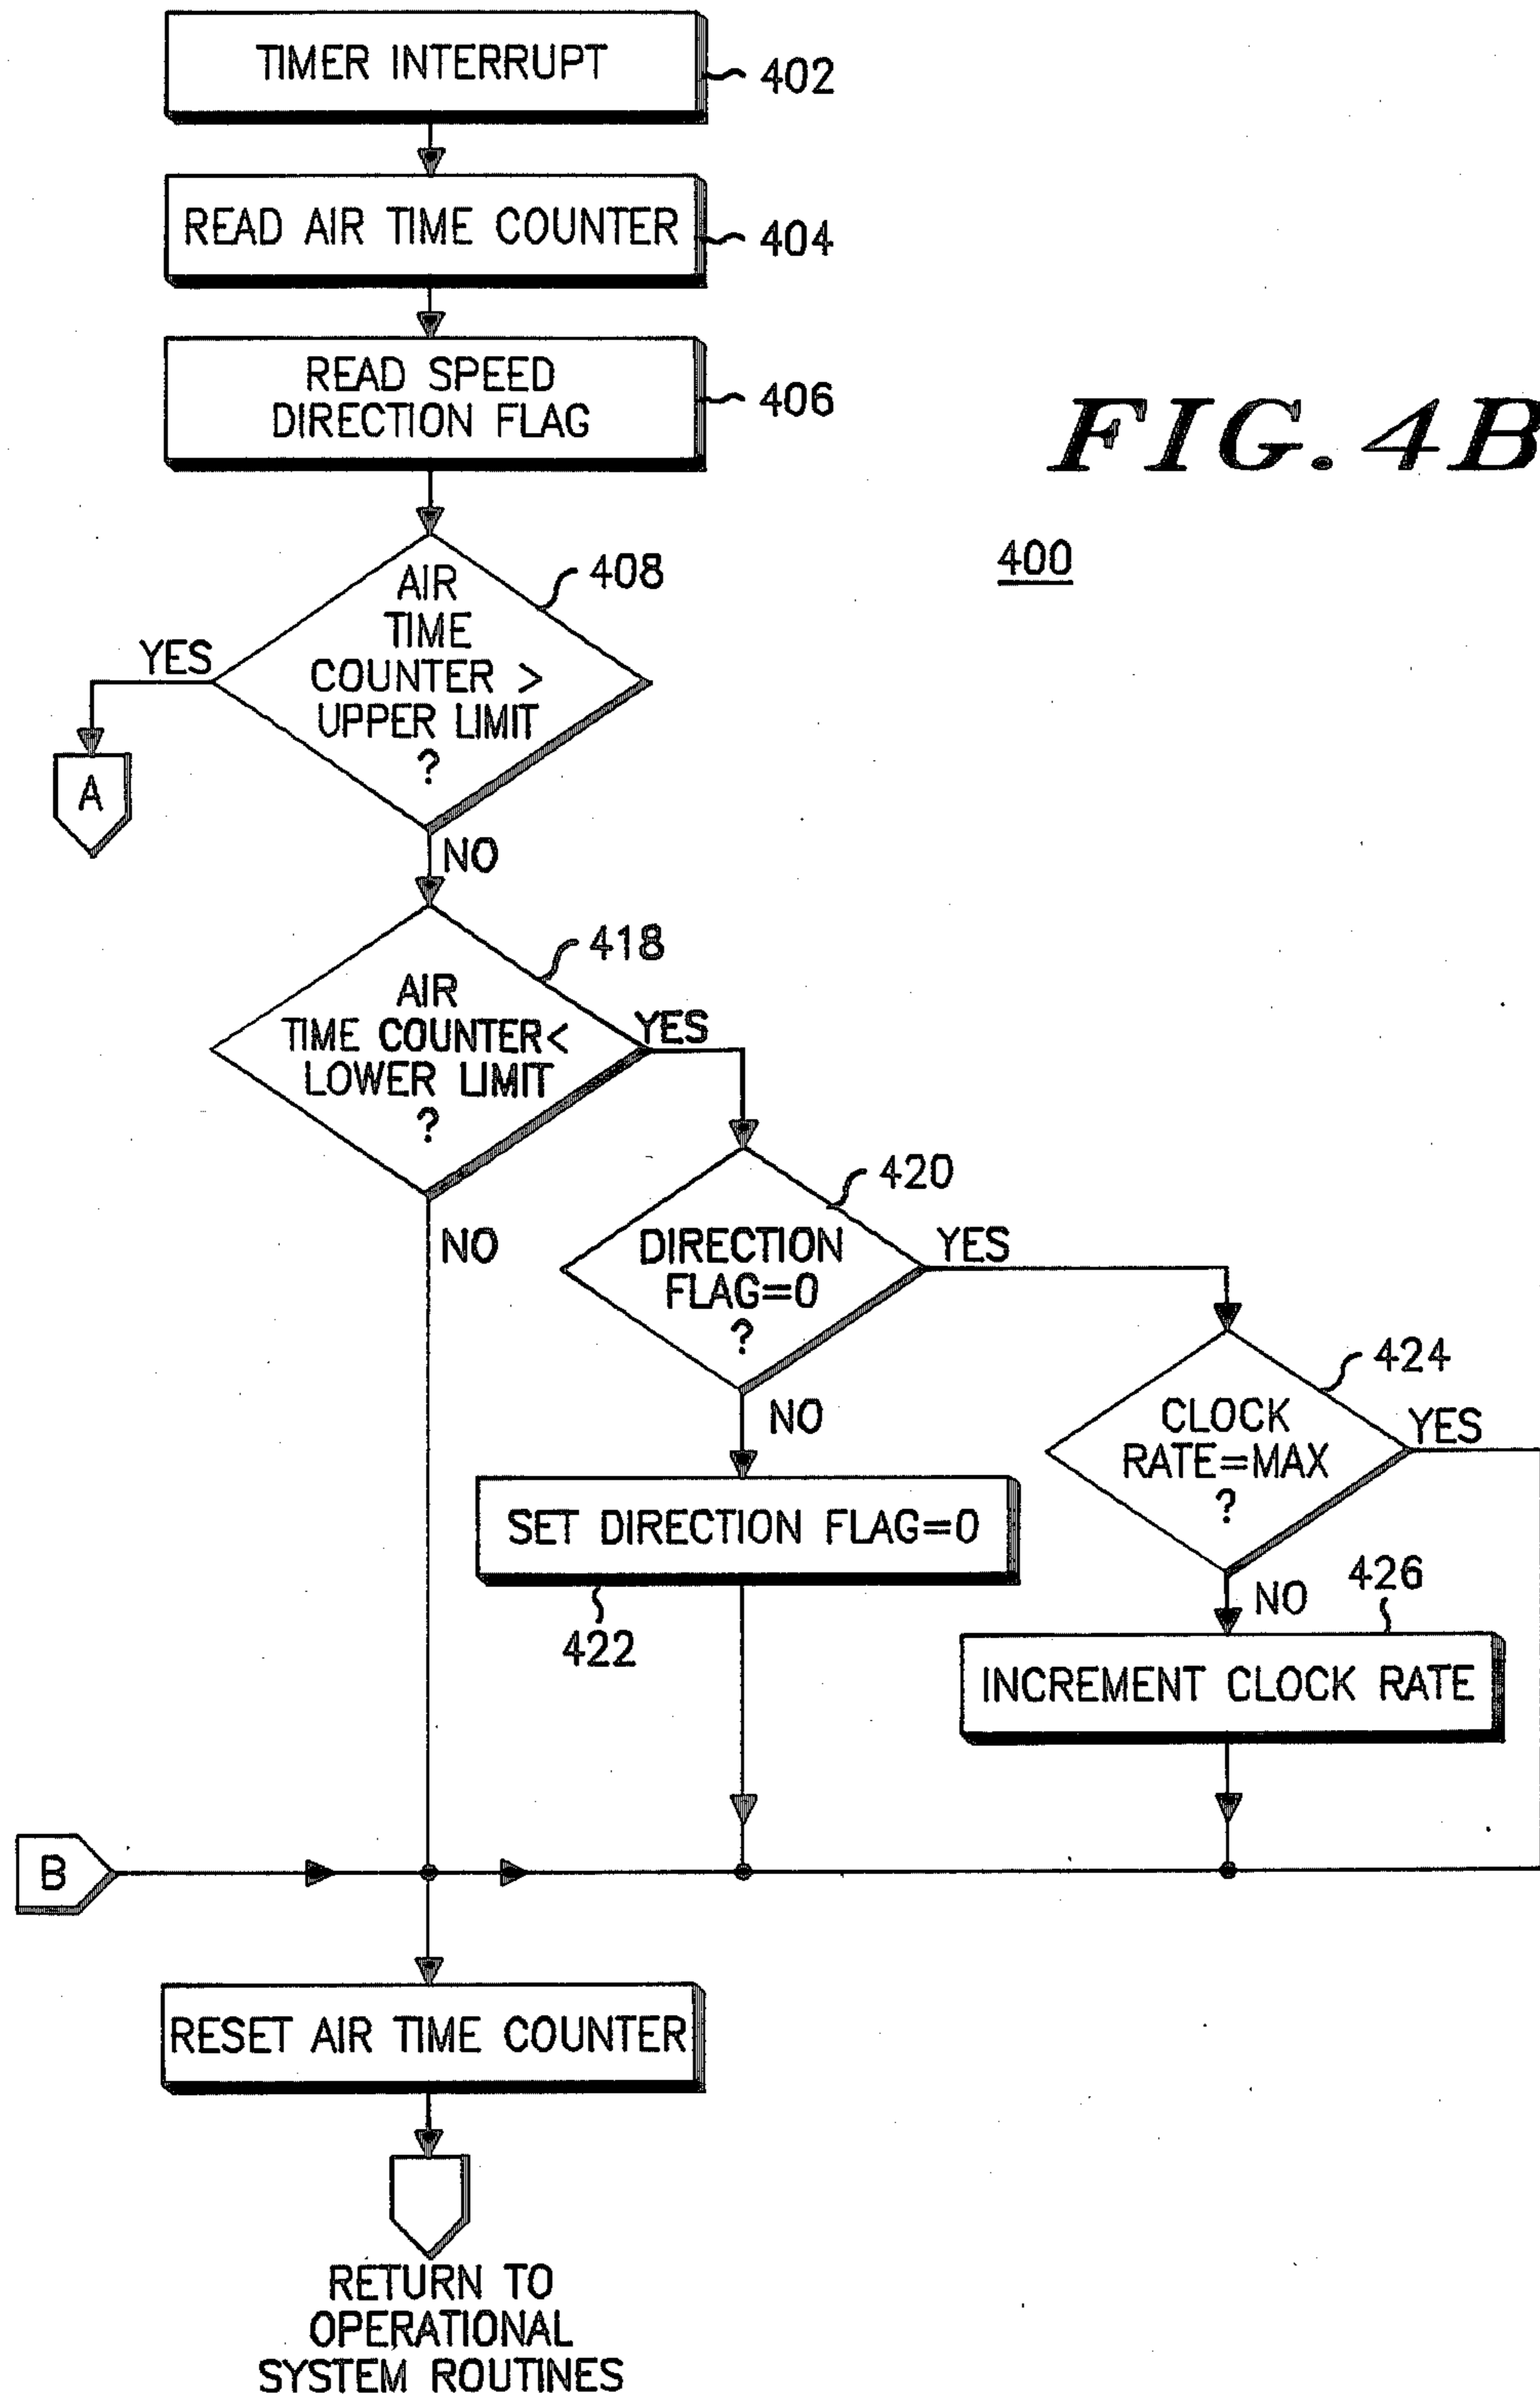 TIMER INTERRUPT
402
READ AIR TIME COUNTER
404
READ SPEED
DIRECTION FLAG
406
FIG. 4B
400
AIR
TIME
COUNTER >
UPPER LIMIT
?
408
YES
A
NO
AIR
TIME COUNTER<
LOWER LIMIT
?
418
YES
NO
DIRECTION
FLAG=0
?
420
YES
NO
CLOCK
RATE=MAX
?
424
YES
NO
SET DIRECTION FLAG=0
422
426
INCREMENT CLOCK RATE
B
RESET AIR TIME COUNTER
RETURN TO
OPERATIONAL
SYSTEM ROUTINES